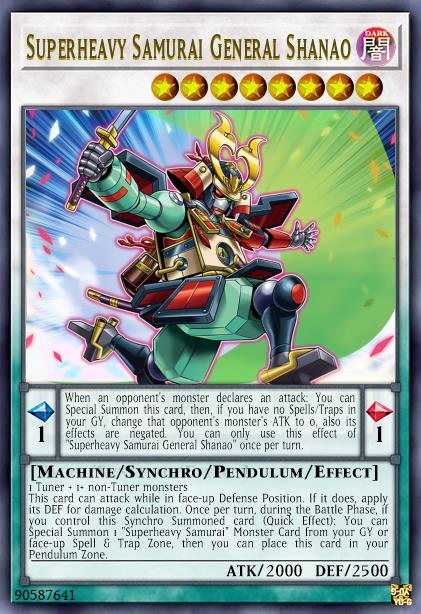 Superheavy Samurai General Shanao
DARK
闇
When an opponent's monster declares an attack: You can
Special Summon this card, then, if you have no Spells/Traps in
your GY, change that opponent's monster's ATK to 0, also its
effects are negated. You can only use this effect of
"Superheavy Samurai General Shanao" once per turn.
1
1
[Machine/Synchro/Pendulum/Effect]
1 Tuner + 1+ non-Tuner monsters
This card can attack while in face-up Defense Position. If it does, apply
its DEF for damage calculation. Once per turn, during the Battle Phase, if
you control this Synchro Summoned card (Quick Effect): You can
Special Summon 1 "Superheavy Samurai" Monster Card from your GY or
face-up Spell & Trap Zone, then you can place this card in your
Pendulum Zone.
ATK/2000 DEF/2500
90587641